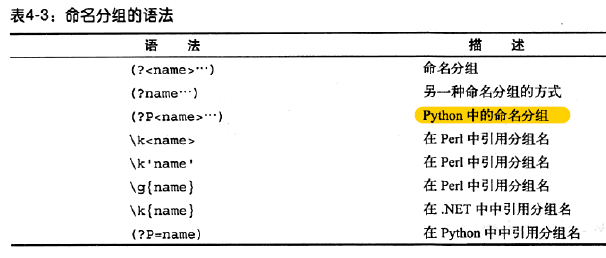 表4-3：命名分组的语法
语 法 描 述
(?<name>…) 命名分组
(?name…) 另一种命名分组的方式
(?P<name>…) Python 中的命名分组
\k<name> 在 Perl 中引用分组名
\k'name' 在 Perl 中引用分组名
\g{name} 在 Perl 中引用分组名
\k{name} 在 .NET 中中引用分组名
(?P=name) 在 Python 中中引用分组名